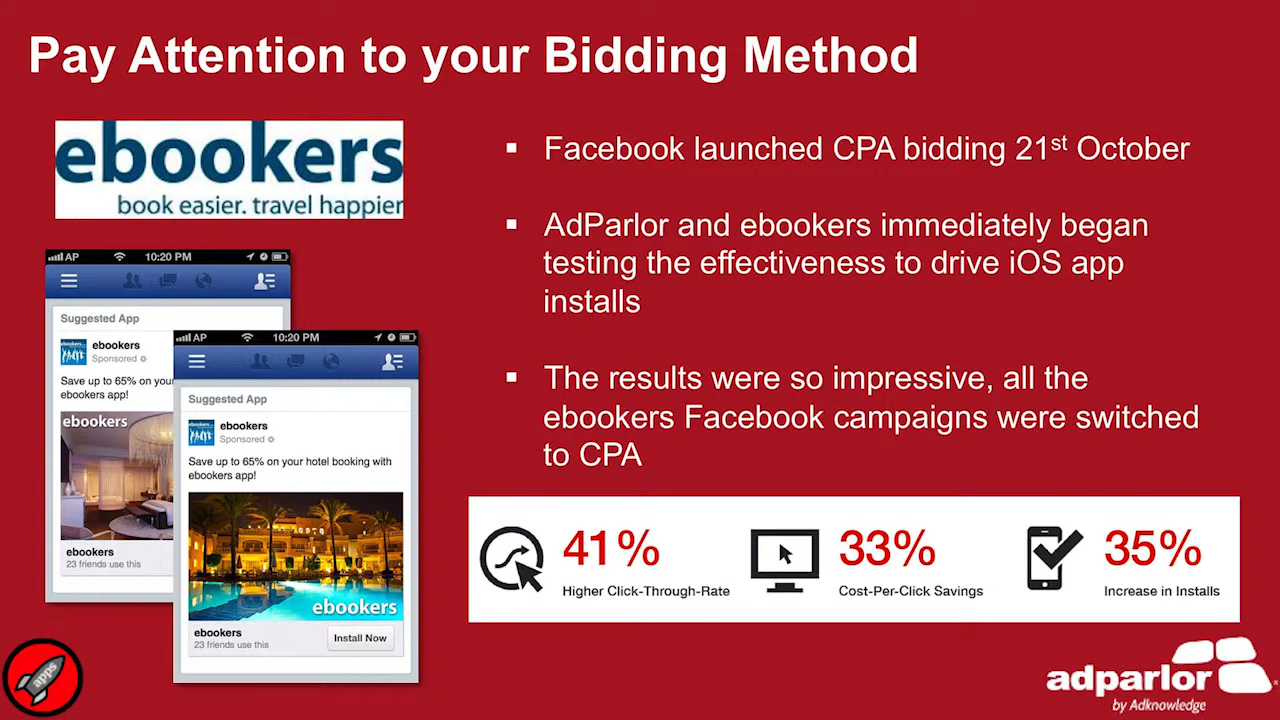 Pay Attention to your Bidding Method
ebookers
book easier. travel happier
▪ Facebook launched CPA bidding 21st October
▪ AdParlor and ebookers immediately began
testing the effectiveness to drive iOS app
installs
▪ The results were so impressive, all the
ebookers Facebook campaigns were switched
to CPA
AP 10:20 PM
Suggested App
ebookers
Sponsored
Save up to 65% on your
ebookers app!
ebookers
ebookers
23 friends use this
AP 10:20 PM
Suggested App
ebookers
Sponsored
Save up to 65% on your hotel booking with
ebookers app!
ebookers
ebookers
23 friends use this
Install Now
41%
Higher Click-Through-Rate
33%
Cost-Per-Click Savings
35%
Increase in Installs
apps
adparlor
by Adknowledge